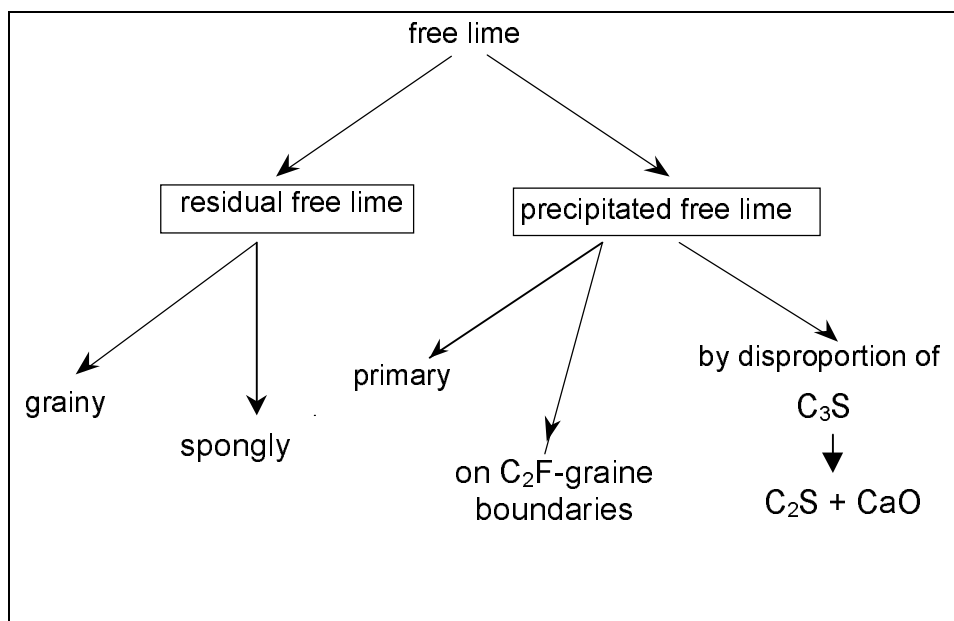 free lime
residual free lime
precipitated free lime
grainy
spongly
primary
on C₂F-graine
boundaries
by disproportion of
C₃S
C₂S + CaO